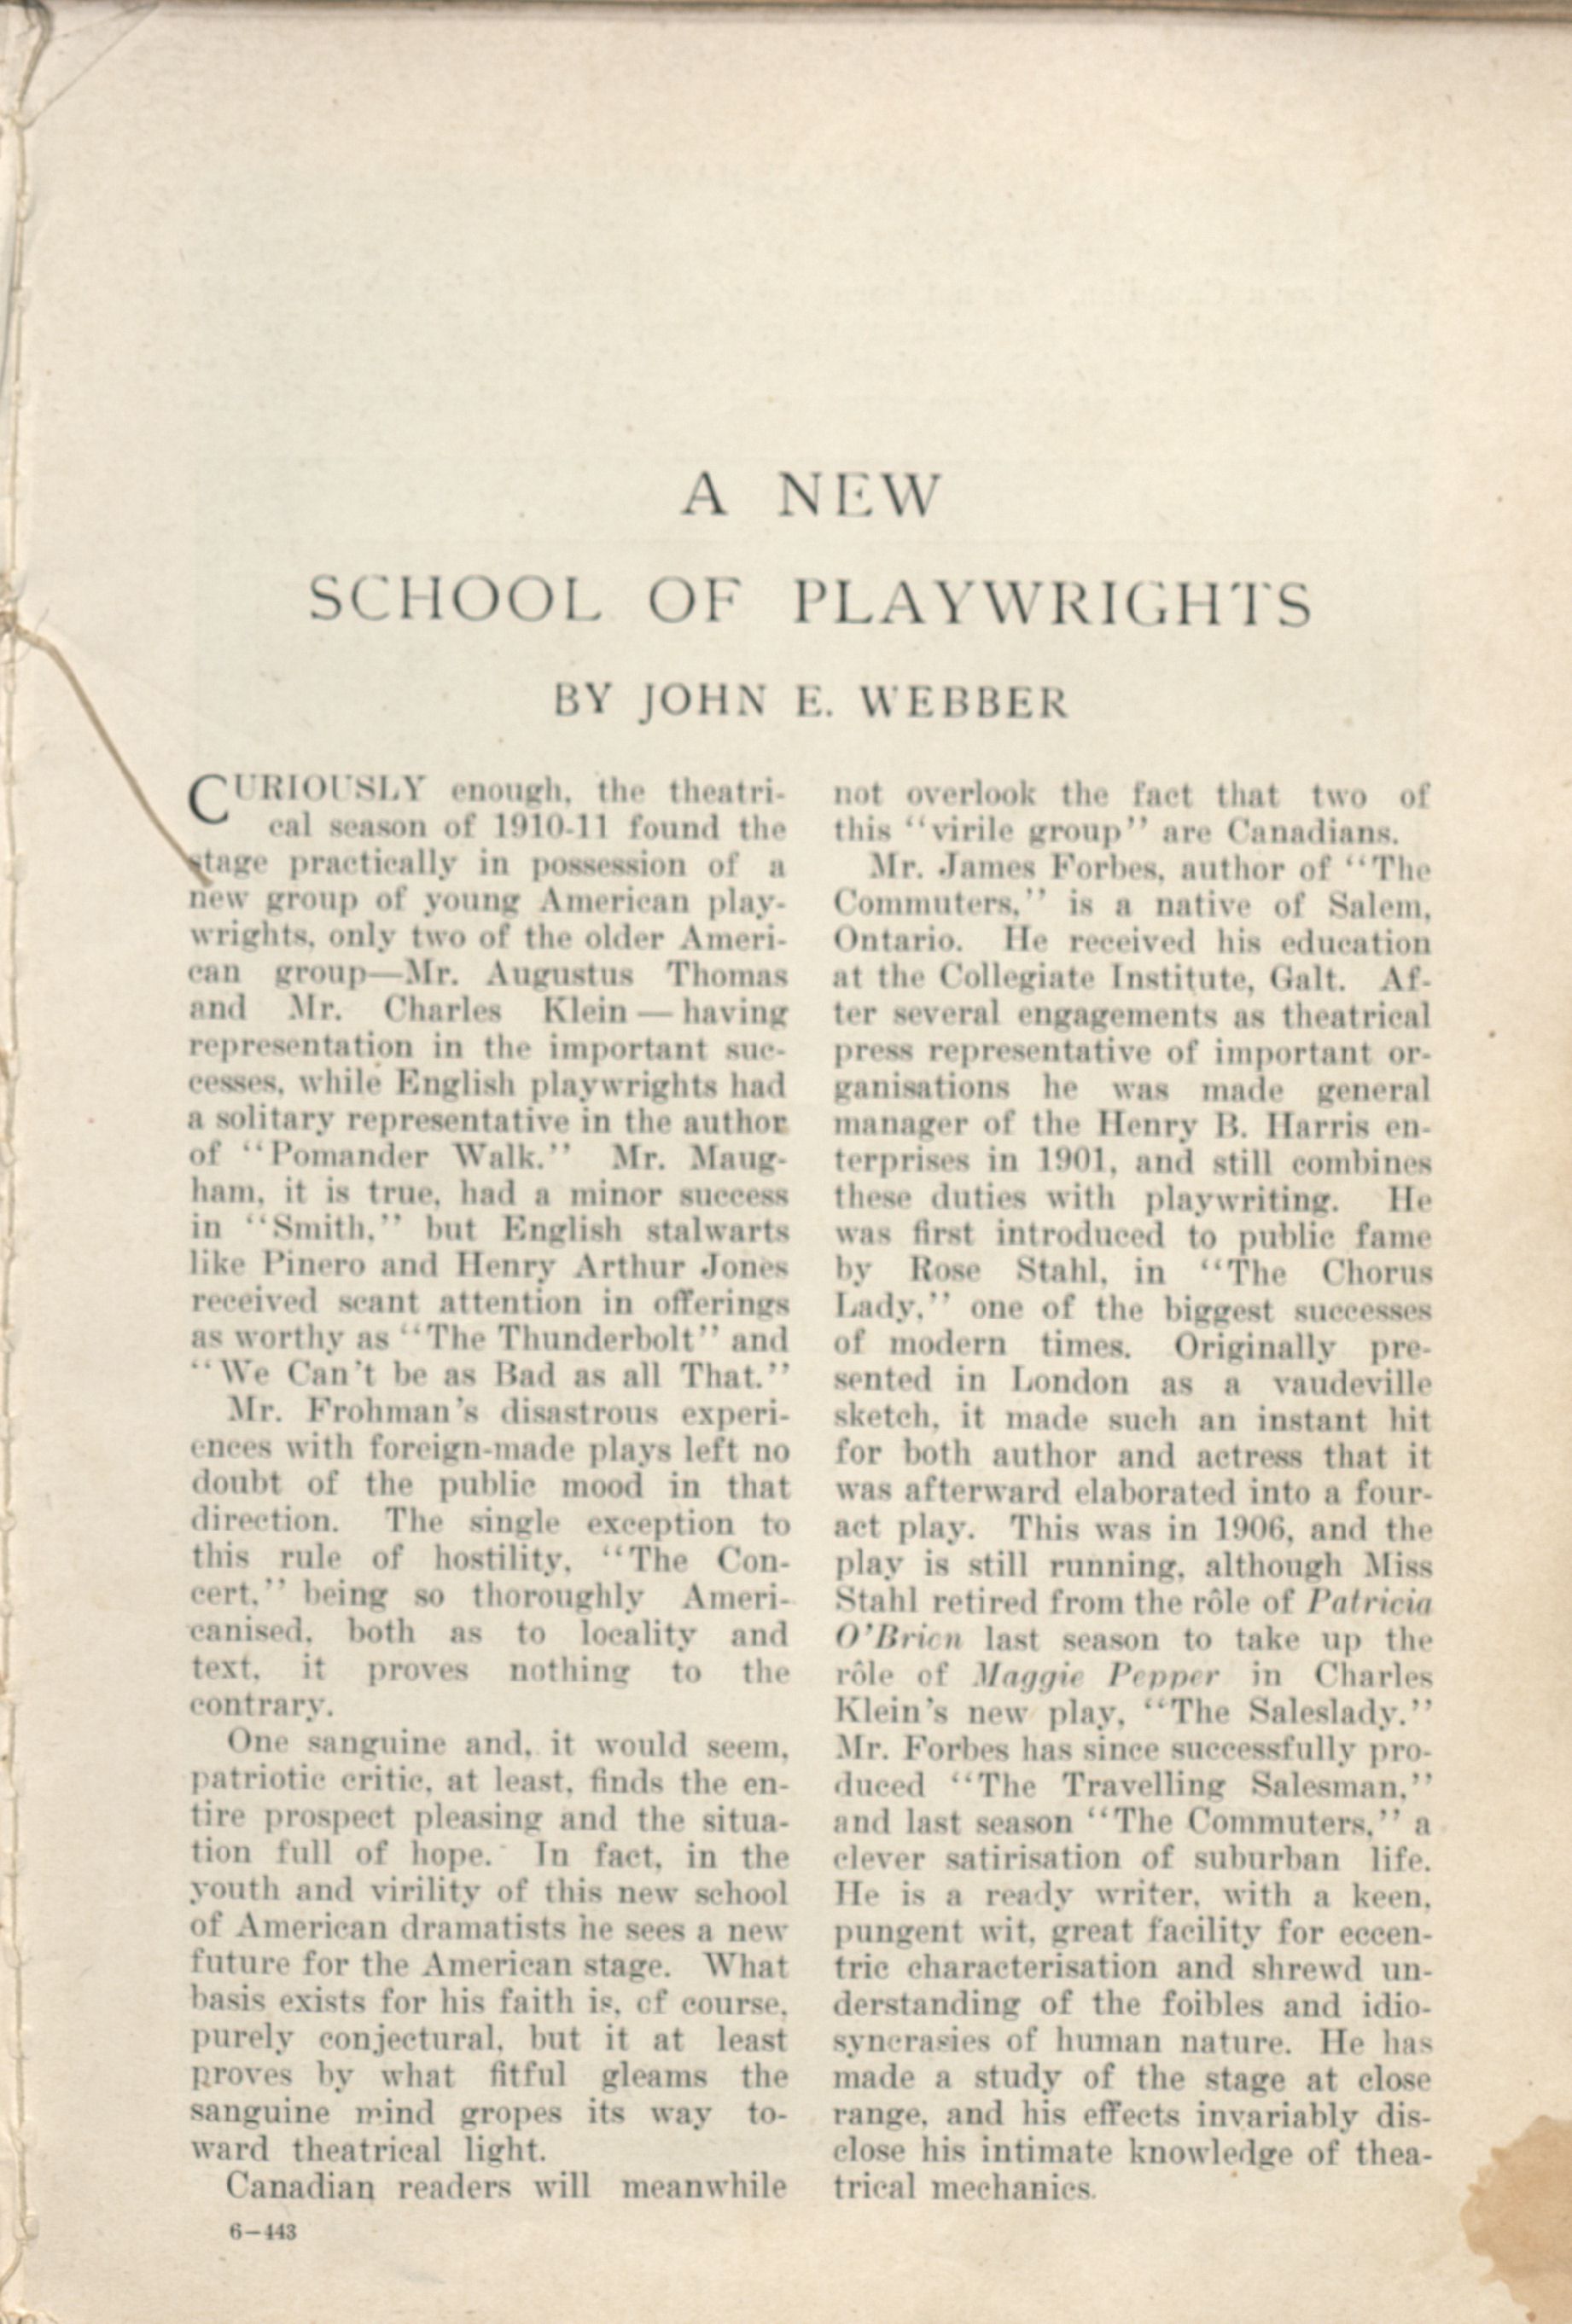 A NEW
SCHOOL OF PLAYWRIGHTS
BY JOHN E. WEBBER
CURIOUSLY enough, the theatri-
cal season of 1910-11 found the
stage practically in possession of a
new group of young American play-
wrights, only two of the older Ameri-
can group—Mr. Augustus Thomas
and Mr. Charles Klein — having
representation in the important suc-
cesses, while English playwrights had
a solitary representative in the author
of "Pomander Walk." Mr. Maug-
ham, it is true, had a minor success
in "Smith," but English stalwarts
like Pinero and Henry Arthur Jones
received scant attention in offerings
as worthy as "The Thunderbolt" and
"We Can't be as Bad as all That."
Mr. Frohman's disastrous experi-
ences with foreign-made plays left no
doubt of the public mood in that
direction. The single exception to
this rule of hostility, "The Con-
cert," being so thoroughly Ameri-
canised, both as to locality and
text, it proves nothing to the
contrary.
One sanguine and, it would seem,
patriotic critic, at least, finds the en-
tire prospect pleasing and the situa-
tion full of hope. In fact, in the
youth and virility of this new school
of American dramatists he sees a new
future for the American stage. What
basis exists for his faith is, of course,
purely conjectural, but it at least
proves by what fitful gleams the
sanguine mind gropes its way to-
ward theatrical light.
Canadian readers will meanwhile
6—443
not overlook the fact that two of
this "virile group" are Canadians.
Mr. James Forbes, author of "The
Commuters," is a native of Salem,
Ontario. He received his education
at the Collegiate Institute, Galt. Af-
ter several engagements as theatrical
press representative of important or-
ganisations he was made general
manager of the Henry B. Harris en-
terprises in 1901, and still combines
these duties with playwriting. He
was first introduced to public fame
by Rose Stahl, in "The Chorus
Lady," one of the biggest successes
of modern times. Originally pre-
sented in London as a vaudeville
sketch, it made such an instant hit
for both author and actress that it
was afterward elaborated into a four-
act play. This was in 1906, and the
play is still running, although Miss
Stahl retired from the rôle of Patricia
O'Brien last season to take up the
rôle of Maggie Pepper in Charles
Klein's new play, "The Saleslady."
Mr. Forbes has since successfully pro-
duced "The Travelling Salesman,"
and last season "The Commuters," a
clever satirisation of suburban life.
He is a ready writer, with a keen,
pungent wit, great facility for eccen-
tric characterisation and shrewd un-
derstanding of the foibles and idio-
syncrasies of human nature. He has
made a study of the stage at close
range, and his effects invariably dis-
close his intimate knowledge of thea-
trical mechanics.